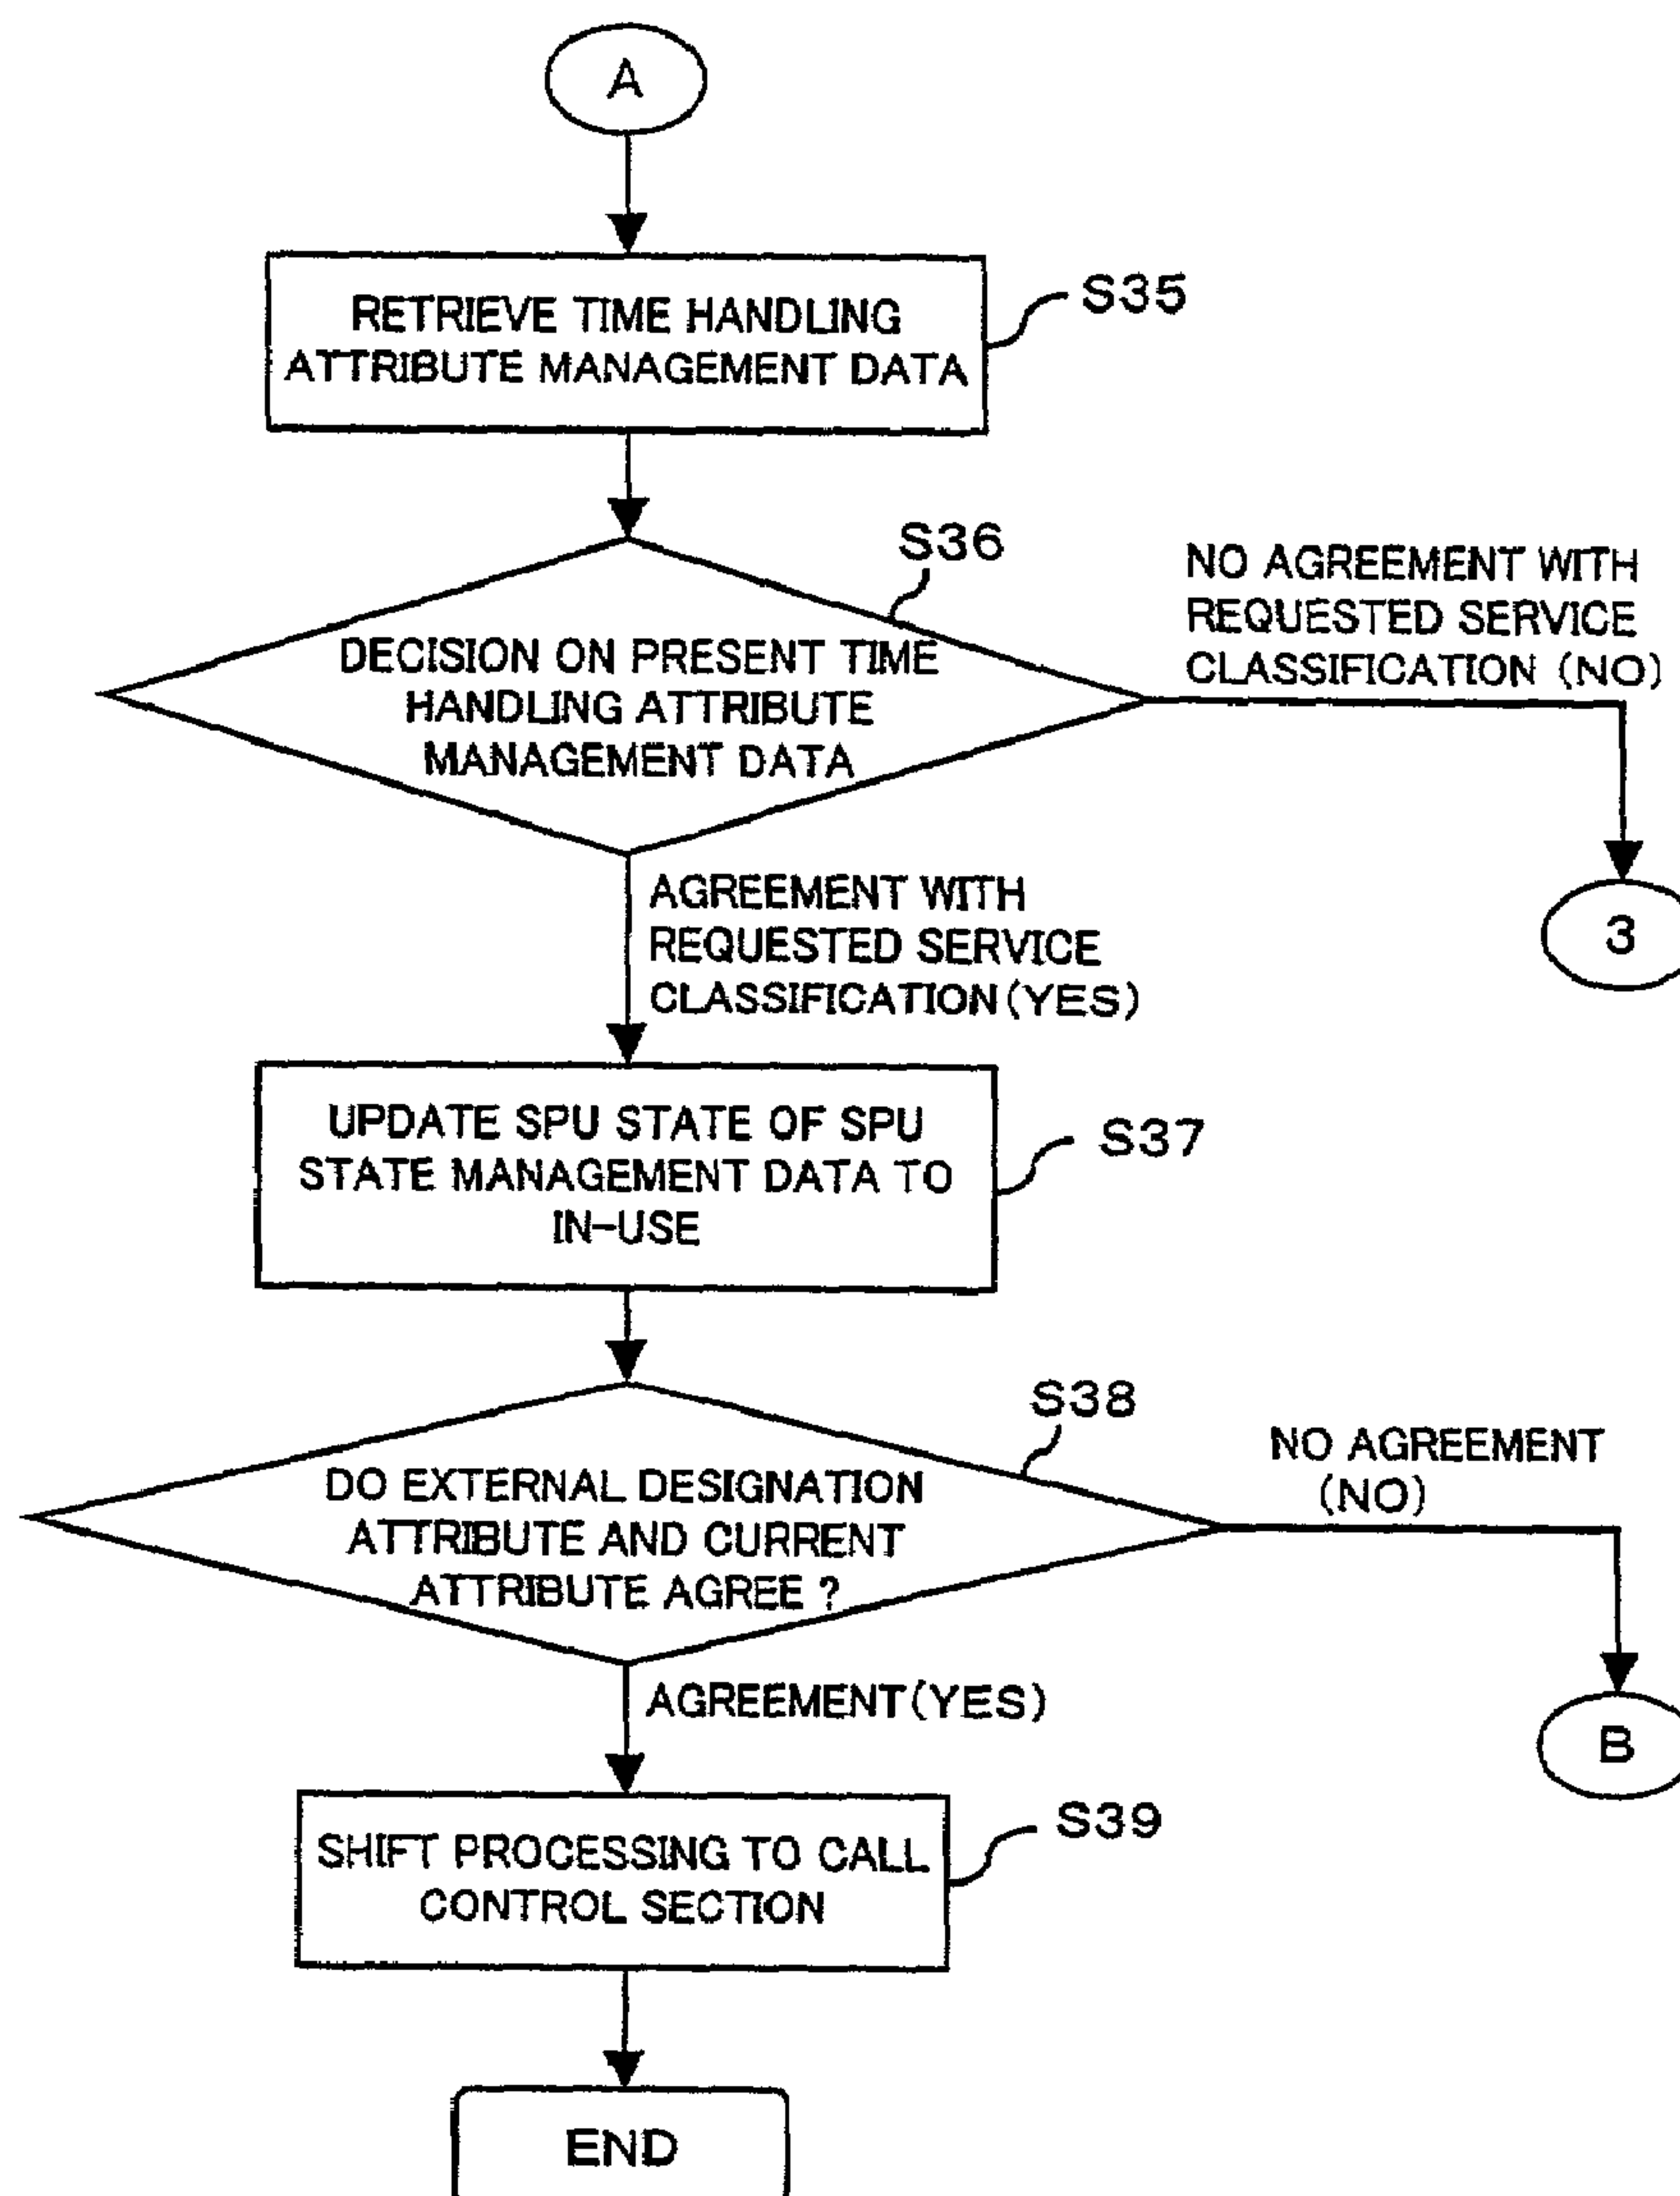 A
RETRIEVE TIME HANDLING
ATTRIBUTE MANAGEMENT DATA
S35
DECISION ON PRESENT TIME
HANDLING ATTRIBUTE
MANAGEMENT DATA
S36
NO AGREEMENT WITH
REQUESTED SERVICE
CLASSIFICATION (NO)
3
AGREEMENT WITH
REQUESTED SERVICE
CLASSIFICATION (YES)
UPDATE SPU STATE OF SPU
STATE MANAGEMENT DATA TO
IN-USE
S37
DO EXTERNAL DESIGNATION
ATTRIBUTE AND CURRENT
ATTRIBUTE AGREE ?
S38
NO AGREEMENT
(NO)
B
AGREEMENT (YES)
SHIFT PROCESSING TO CALL
CONTROL SECTION
S39
END